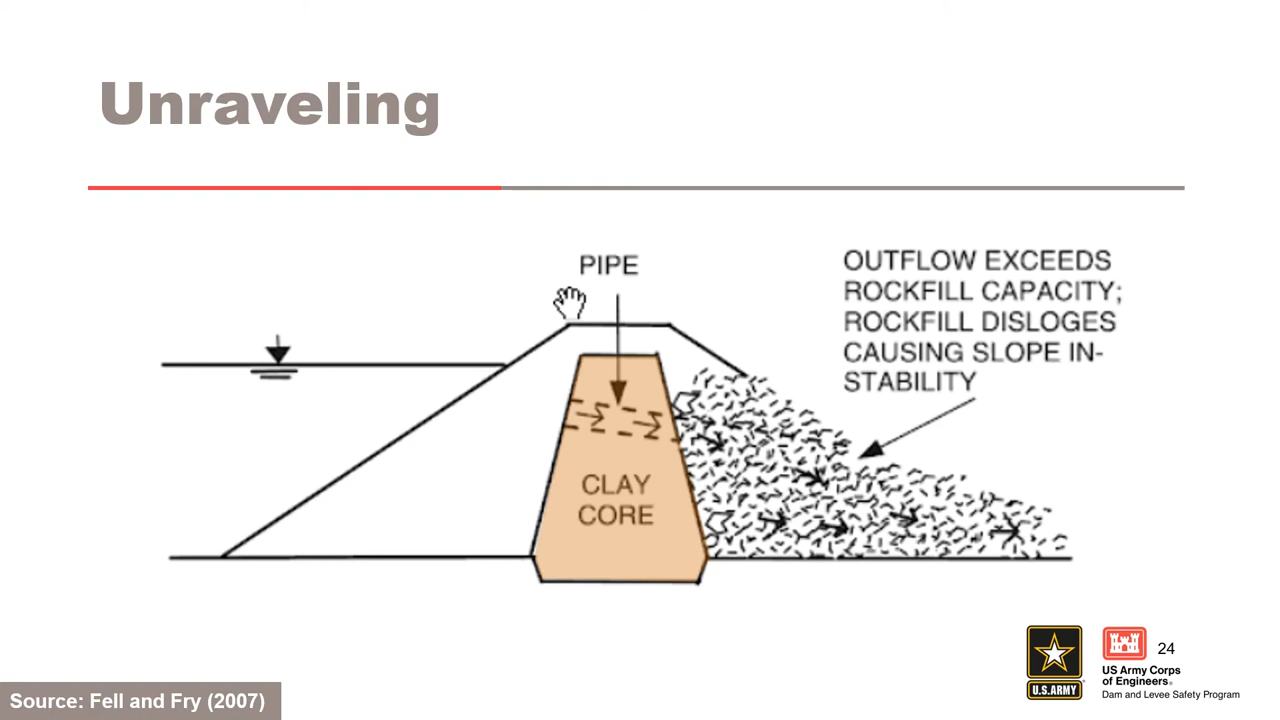 Unraveling
PIPE
OUTFLOW EXCEEDS
ROCKFILL CAPACITY;
ROCKFILL DISLOGES
CAUSING SLOPE IN-
STABILITY
CLAY
CORE
U.S.ARMY
US Army Corps
of Engineers®
Dam and Levee Safety Program
24
Source: Fell and Fry (2007)